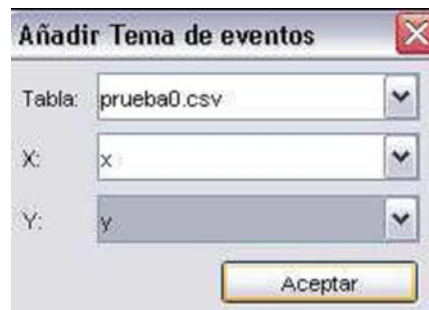 Añadir Tema de eventos
Tabla: prueba0.csv
X: x
Y: y
Aceptar